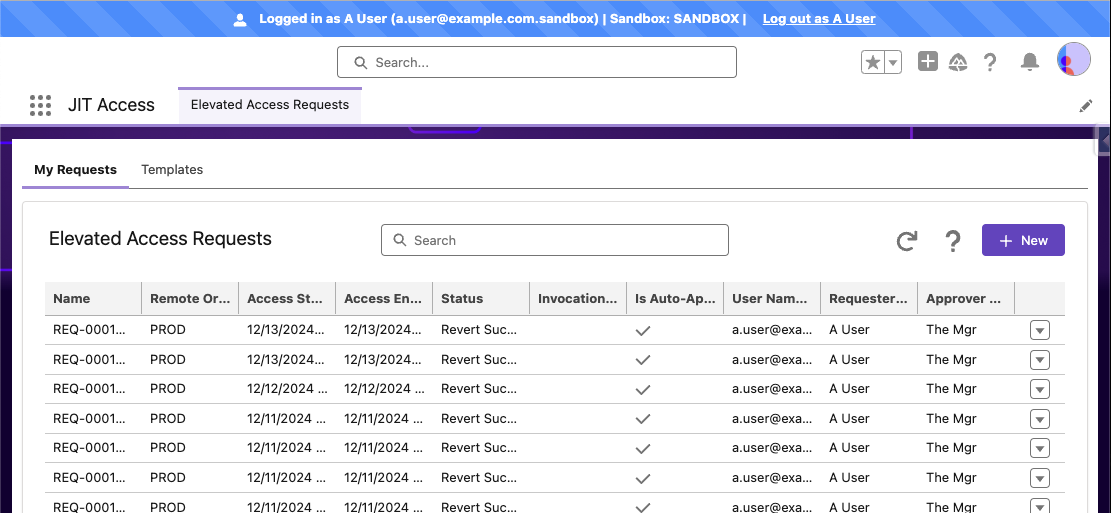 Logged in as A User (a.user@example.com.sandbox) | Sandbox: SANDBOX | Log out as A User
Search...
JIT Access
Elevated Access Requests
My Requests
Templates
Elevated Access Requests
Search
New
Name Remote Or... Access St... Access En... Status Invocation... Is Auto-Ap... User Nam... Requester... Approver ...
REQ-0001... PROD 12/13/2024... 12/13/2024... Revert Suc... a.user@exa... A User The Mgr
REQ-0001... PROD 12/13/2024... 12/13/2024... Revert Suc... a.user@exa... A User The Mgr
REQ-0001... PROD 12/12/2024 ... 12/12/2024 ... Revert Suc... a.user@exa... A User The Mgr
REQ-0001... PROD 12/11/2024 ... 12/11/2024 ... Revert Suc... a.user@exa... A User The Mgr
REQ-0001... PROD 12/11/2024 ... 12/11/2024 ... Revert Suc... a.user@exa... A User The Mgr
REQ-0001... PROD 12/11/2024 ... 12/11/2024 ... Revert Suc... a.user@exa... A User The Mgr
REQ-0001... PROD 12/11/2024 ... 12/11/2024 ... Revert Suc... a.user@exa... A User The Mgr